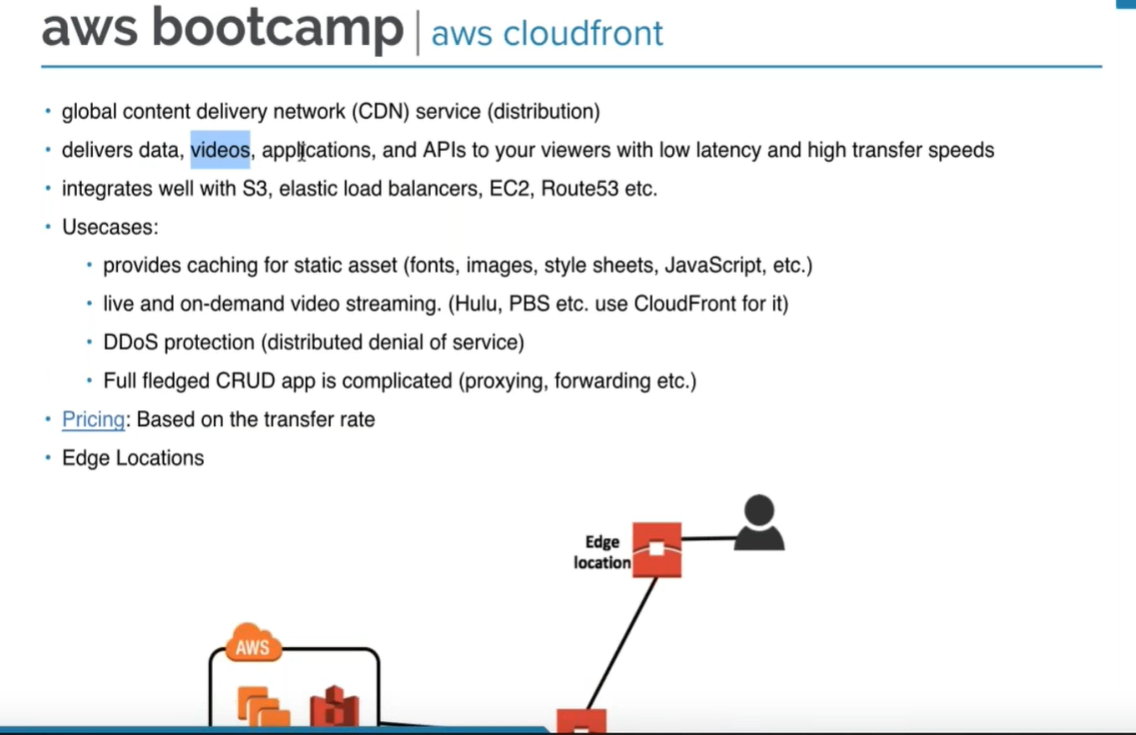 aws bootcamp | aws cloudfront
• global content delivery network (CDN) service (distribution)
• delivers data, videos, applications, and APIs to your viewers with low latency and high transfer speeds
• integrates well with S3, elastic load balancers, EC2, Route53 etc.
• Usecases:
• provides caching for static asset (fonts, images, style sheets, JavaScript, etc.)
• live and on-demand video streaming. (Hulu, PBS etc. use CloudFront for it)
• DDoS protection (distributed denial of service)
• Full fledged CRUD app is complicated (proxying, forwarding etc.)
• Pricing: Based on the transfer rate
• Edge Locations
Edge
location
AWS